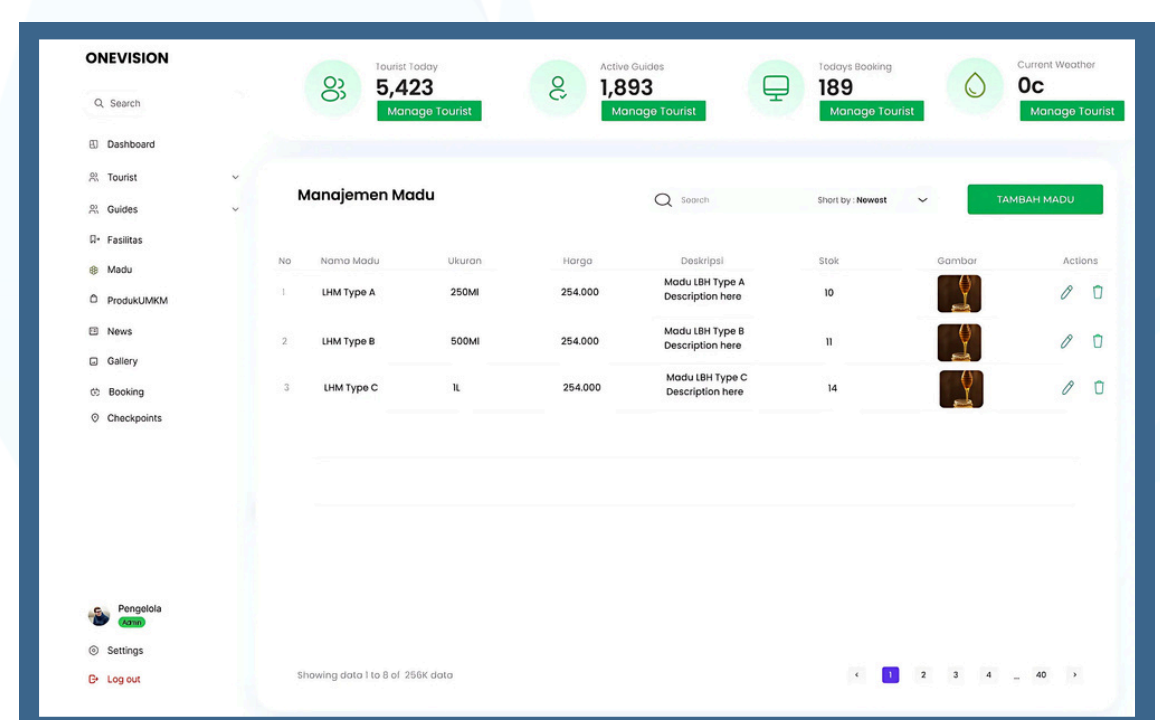 ONEVISION
Search
Dashboard
Tourist
Guides
Fasilitas
Madu
ProdukUMKM
News
Gallery
Booking
Checkpoints
Pengelola
Admin
Settings
Log out
Tourist Today
5,423
Manage Tourist
Active Guides
1,893
Manage Tourist
Todays Booking
189
Manage Tourist
Current Weather
0c
Manage Tourist
Manajemen Madu
Search
Short by : Newest
TAMBAH MADU
No Nama Madu Ukuran Harga Deskripsi Stok Gambar Actions
1 LHM Type A 250Ml 254.000 Madu LBH Type A 10
Description here
2 LHM Type B 500Ml 254.000 Madu LBH Type B 11
Description here
3 LHM Type C 1L 254.000 Madu LBH Type C 14
Description here
Showing data 1 to 8 of 256K data
< 1 2 3 4 ... 40 >